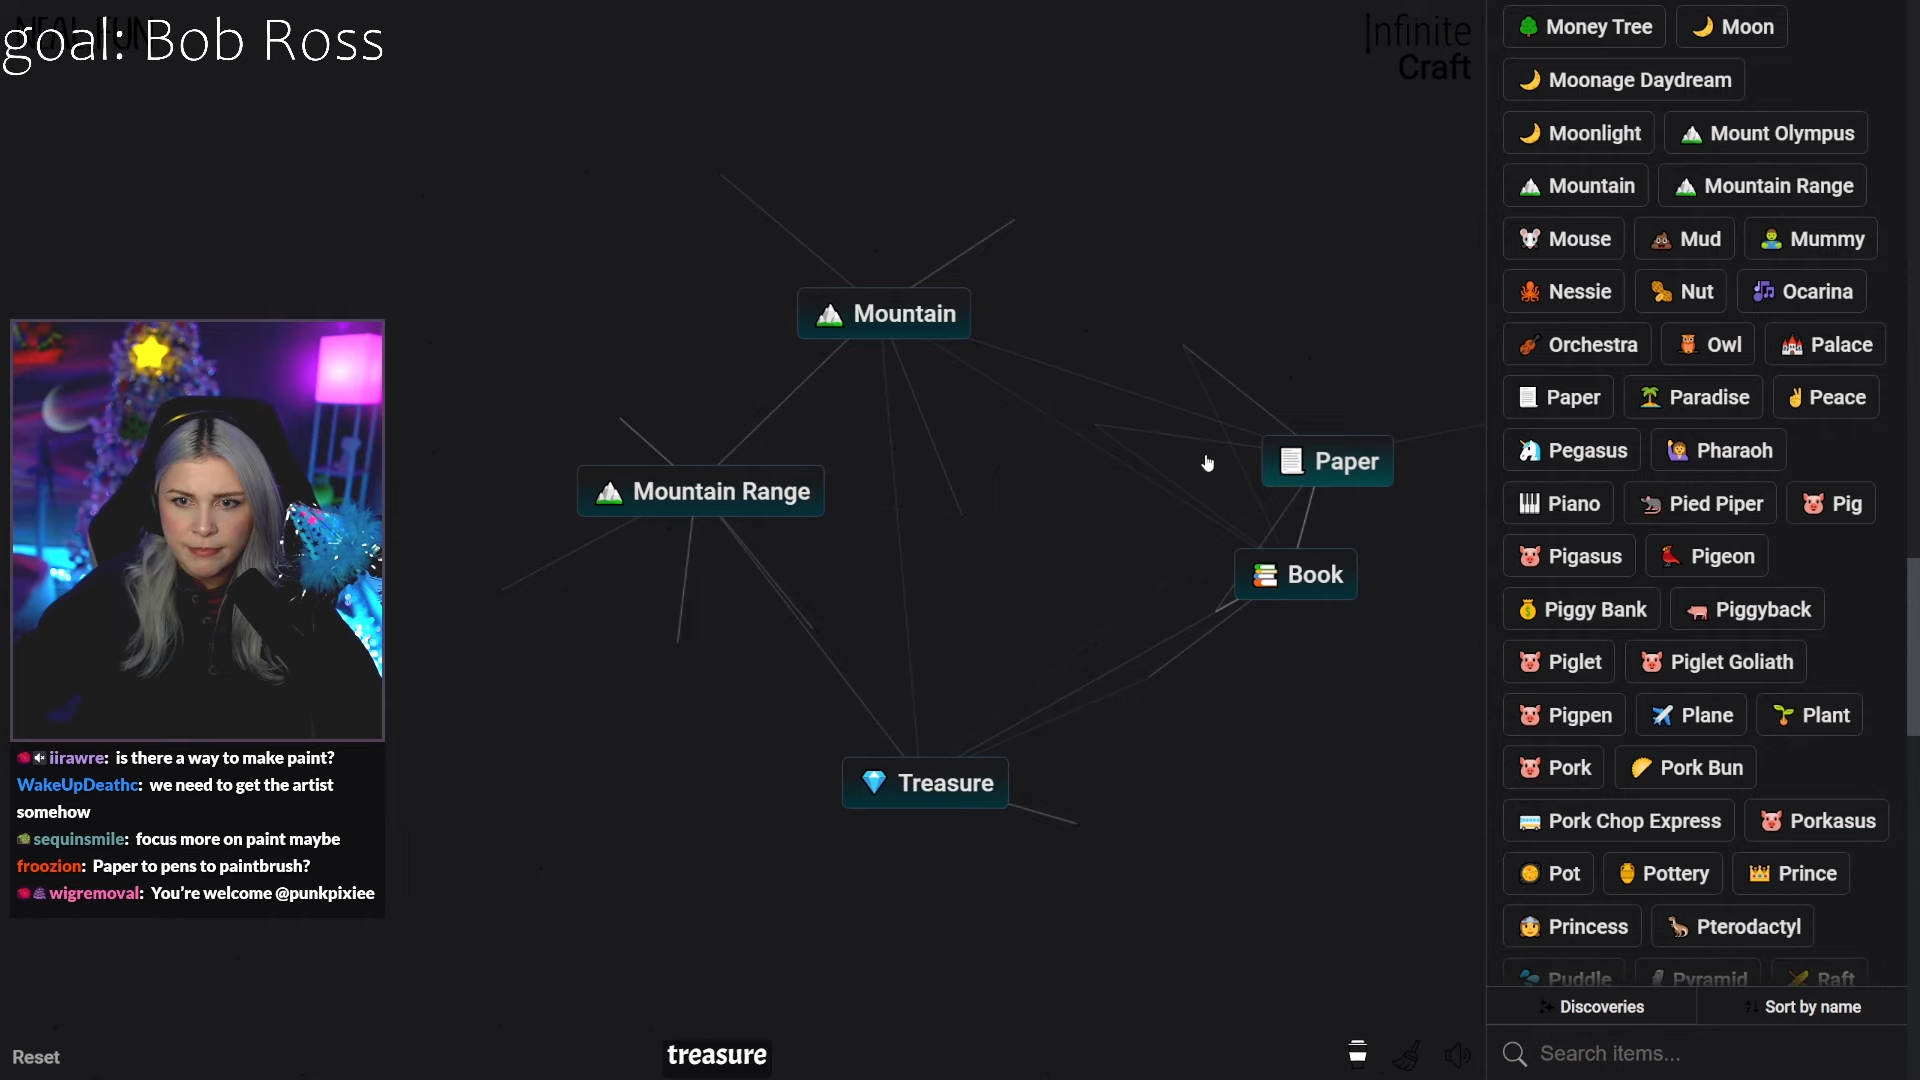 goal: Bob Ross
NEAL.FUN
Infinite
Craft
Mountain
Mountain Range
Paper
Book
Treasure
Money Tree
Moon
Moonage Daydream
Moonlight
Mount Olympus
Mountain
Mountain Range
Mouse
Mud
Mummy
Nessie
Nut
Ocarina
Orchestra
Owl
Palace
Paper
Paradise
Peace
Pegasus
Pharaoh
Piano
Pied Piper
Pig
Pigasus
Pigeon
Piggy Bank
Piggyback
Piglet
Piglet Goliath
Pigpen
Plane
Plant
Pork
Pork Bun
Pork Chop Express
Porkasus
Pot
Pottery
Prince
Princess
Pterodactyl
Puddle
Pyramid
Raft
Discoveries
Sort by name
Search items...
iirawre: is there a way to make paint?
WakeUpDeathc: we need to get the artist
somehow
sequinsmile: focus more on paint maybe
froozion: Paper to pens to paintbrush?
wigremoval: You're welcome @punkpixiee
Reset
treasure